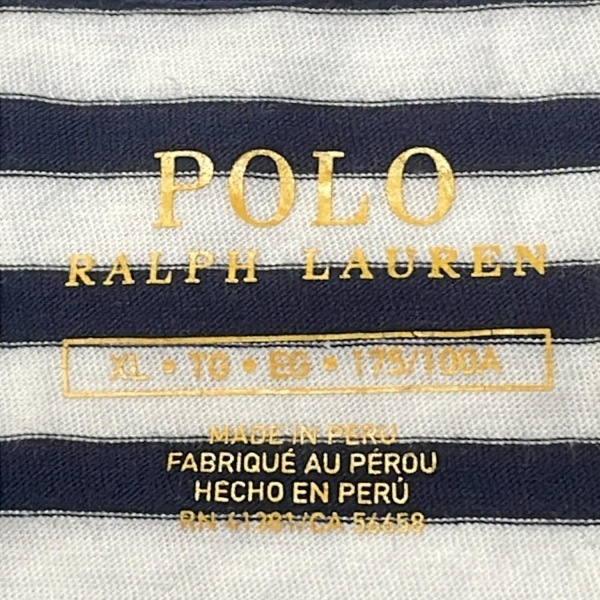 POLO
RALPH LAUREN
XL • TG • EG • 175/100A
MADE IN PERU
FABRIQUÉ AU PÉROU
HECHO EN PERÚ
RN 41381/CA 56658